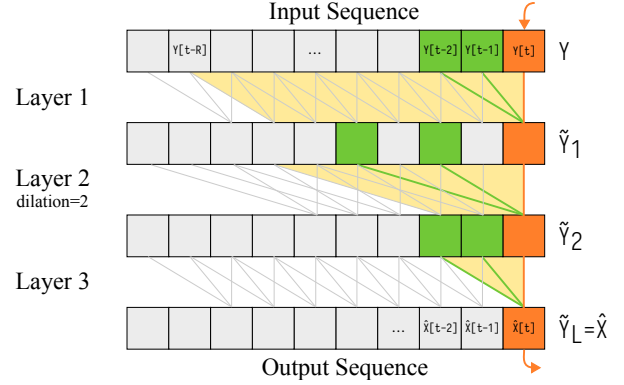 Input Sequence
Y[t-R] ... Y[t-2] Y[t-1] Y[t] Y
Layer 1
Ỹ1
Layer 2
dilation=2
Ỹ2
Layer 3
... X̂[t-2] X̂[t-1] X̂[t] ỸL=X̂
Output Sequence